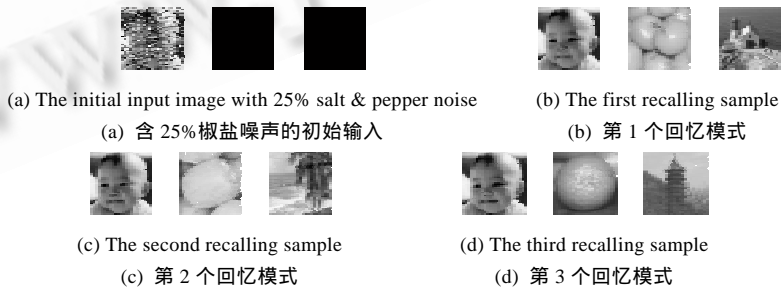 (a) The initial input image with 25% salt & pepper noise
(b) The first recalling sample
(a) 含 25%椒盐噪声的初始输入
(b) 第 1 个回忆模式
(c) The second recalling sample
(d) The third recalling sample
(c) 第 2 个回忆模式
(d) 第 3 个回忆模式